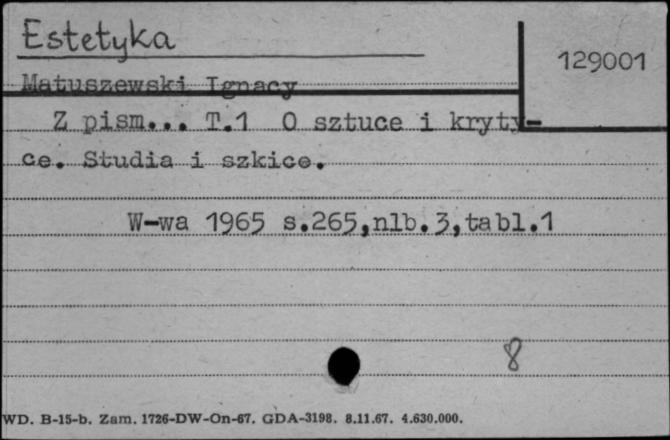 Estetyka
129001
Matuszewski Ignacy
Z pism... T.1 O sztuce i kryty-
ce. Studia i szkice.
W-wa 1965 s.265,nlb.3,tabl.1
8
WD. B-15-b. Zam. 1726-DW-On-67. GDA-3198. 8.11.67. 4.630.000.